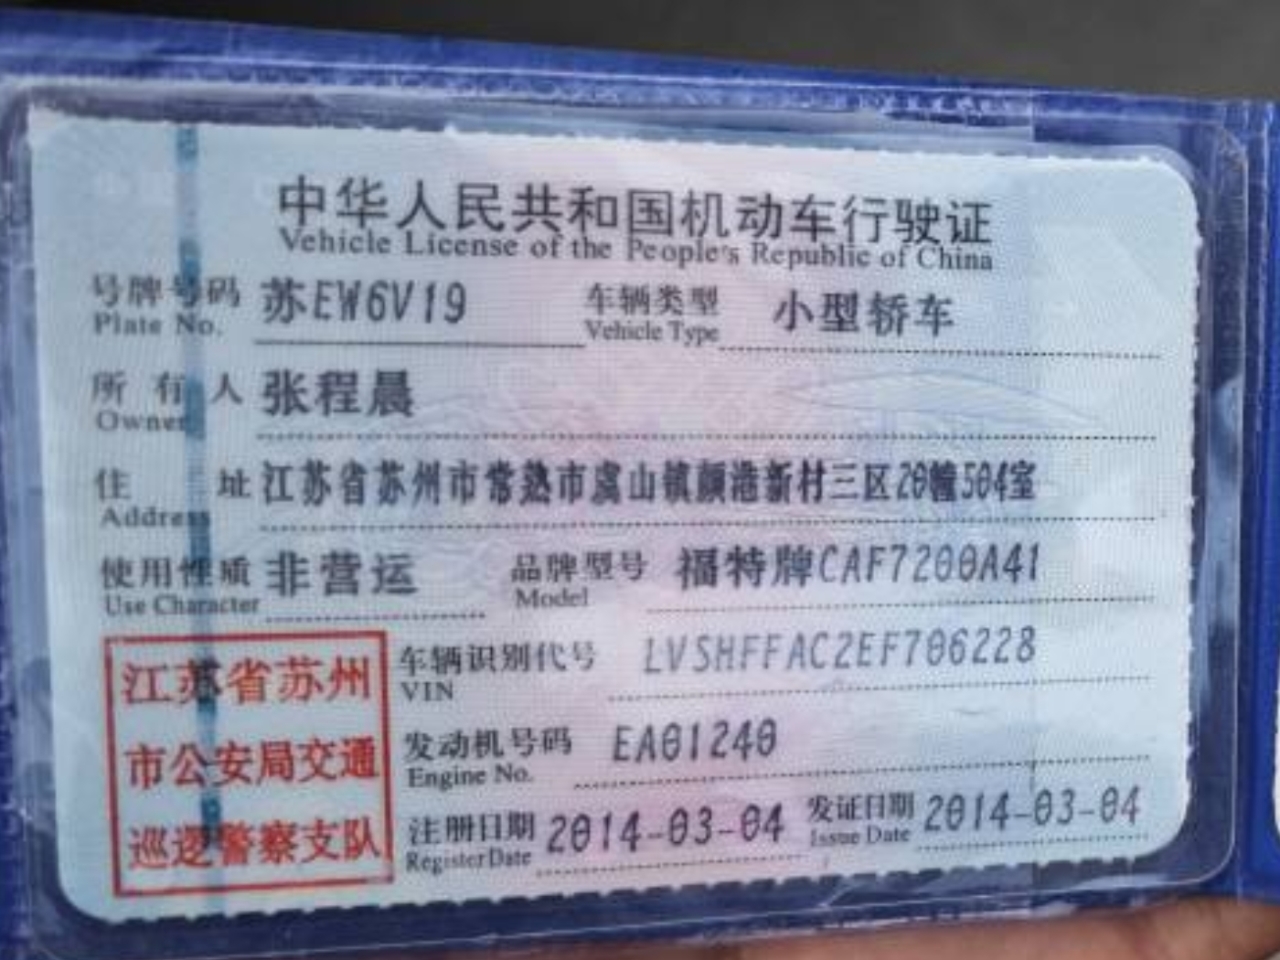 中华人民共和国机动车行驶证
Vehicle License of the People's Republic of China
号牌号码 苏EW6V19 车辆类型 小型轿车
Plate No. Vehicle Type
所有人 张程晨
Owner
住址 江苏省苏州市常熟市虞山镇颜港新村三区20幢504室
Address
使用性质 非营运 品牌型号 福特牌CAF7200A41
Use Character Model
江苏省苏州
市公安局交通
巡逻警察支队
车辆识别代号 LVSHFFAC2EF706228
VIN
发动机号码 EA01240
Engine No.
注册日期 2014-03-04 发证日期 2014-03-04
Register Date Issue Date